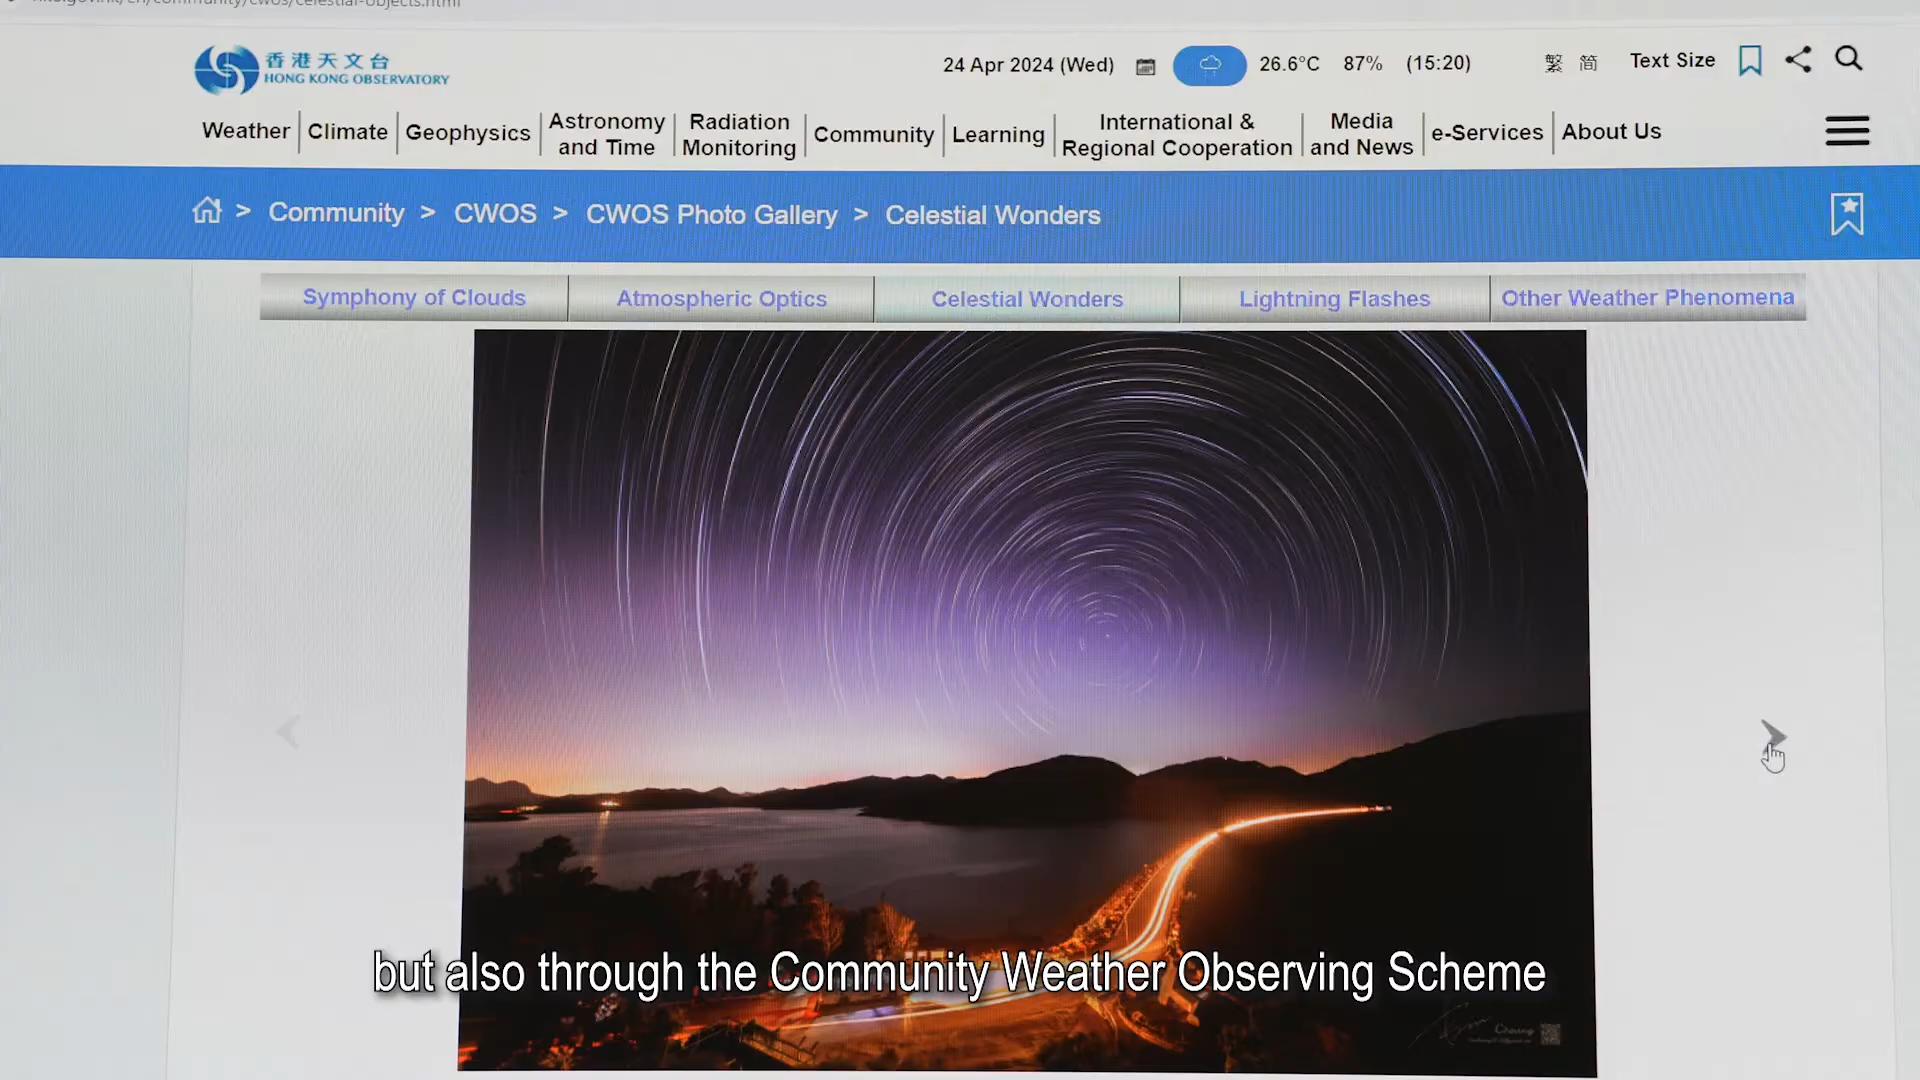 香港天文台
HONG KONG OBSERVATORY
24 Apr 2024 (Wed) 26.6°C 87% (15:20) 繁 简 Text Size
Weather Climate Geophysics Astronomy and Time Radiation Monitoring Community Learning International & Regional Cooperation Media and News e-Services About Us
> Community > CWOS > CWOS Photo Gallery > Celestial Wonders
Symphony of Clouds Atmospheric Optics Celestial Wonders Lightning Flashes Other Weather Phenomena
but also through the Community Weather Observing Scheme